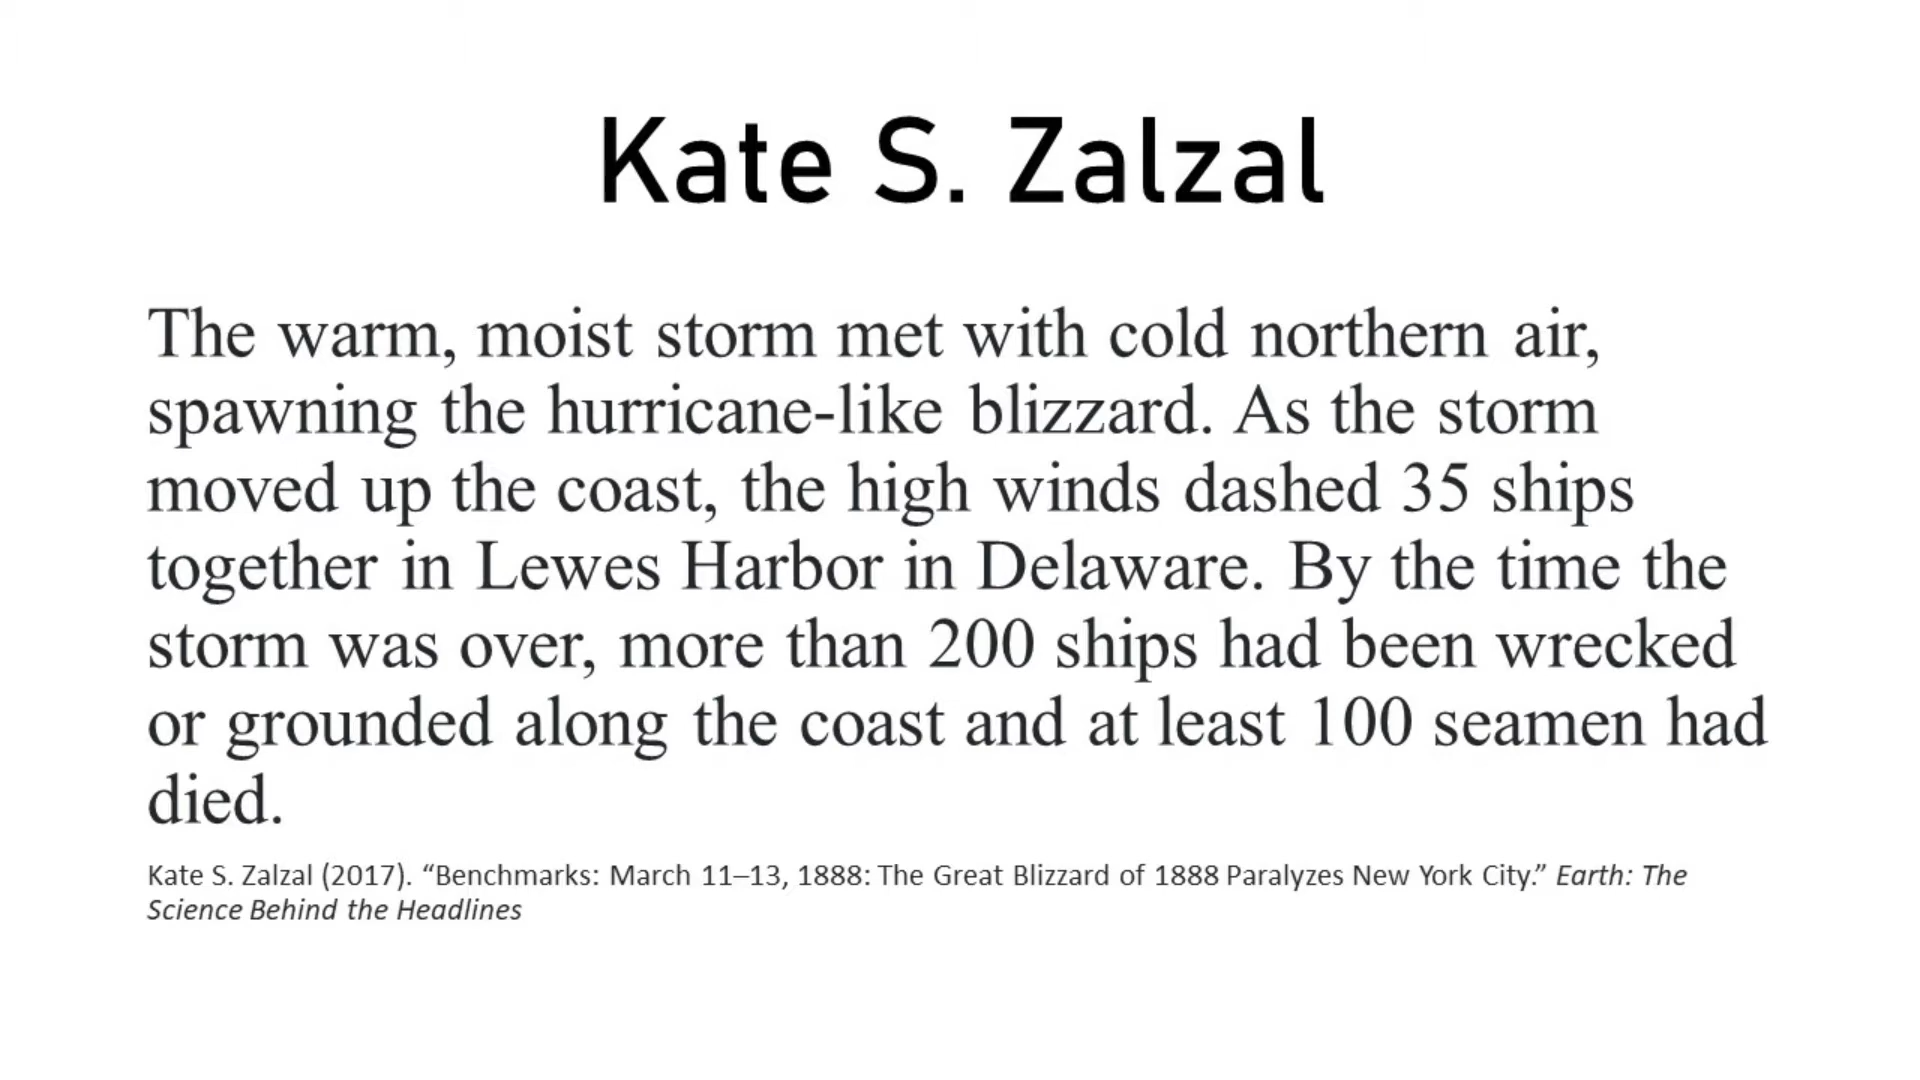 Kate S. Zalzal
The warm, moist storm met with cold northern air,
spawning the hurricane-like blizzard. As the storm
moved up the coast, the high winds dashed 35 ships
together in Lewes Harbor in Delaware. By the time the
storm was over, more than 200 ships had been wrecked
or grounded along the coast and at least 100 seamen had
died.
Kate S. Zalzal (2017). “Benchmarks: March 11–13, 1888: The Great Blizzard of 1888 Paralyzes New York City.” Earth: The
Science Behind the Headlines